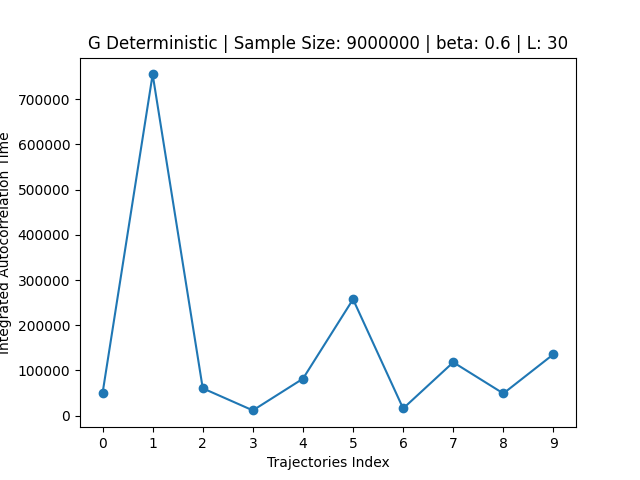 G Deterministic | Sample Size: 9000000 | beta: 0.6 | L: 30
Integrated Autocorrelation Time
700000
600000
500000
400000
300000
200000
100000
0
0 1 2 3 4 5 6 7 8 9
Trajectories Index